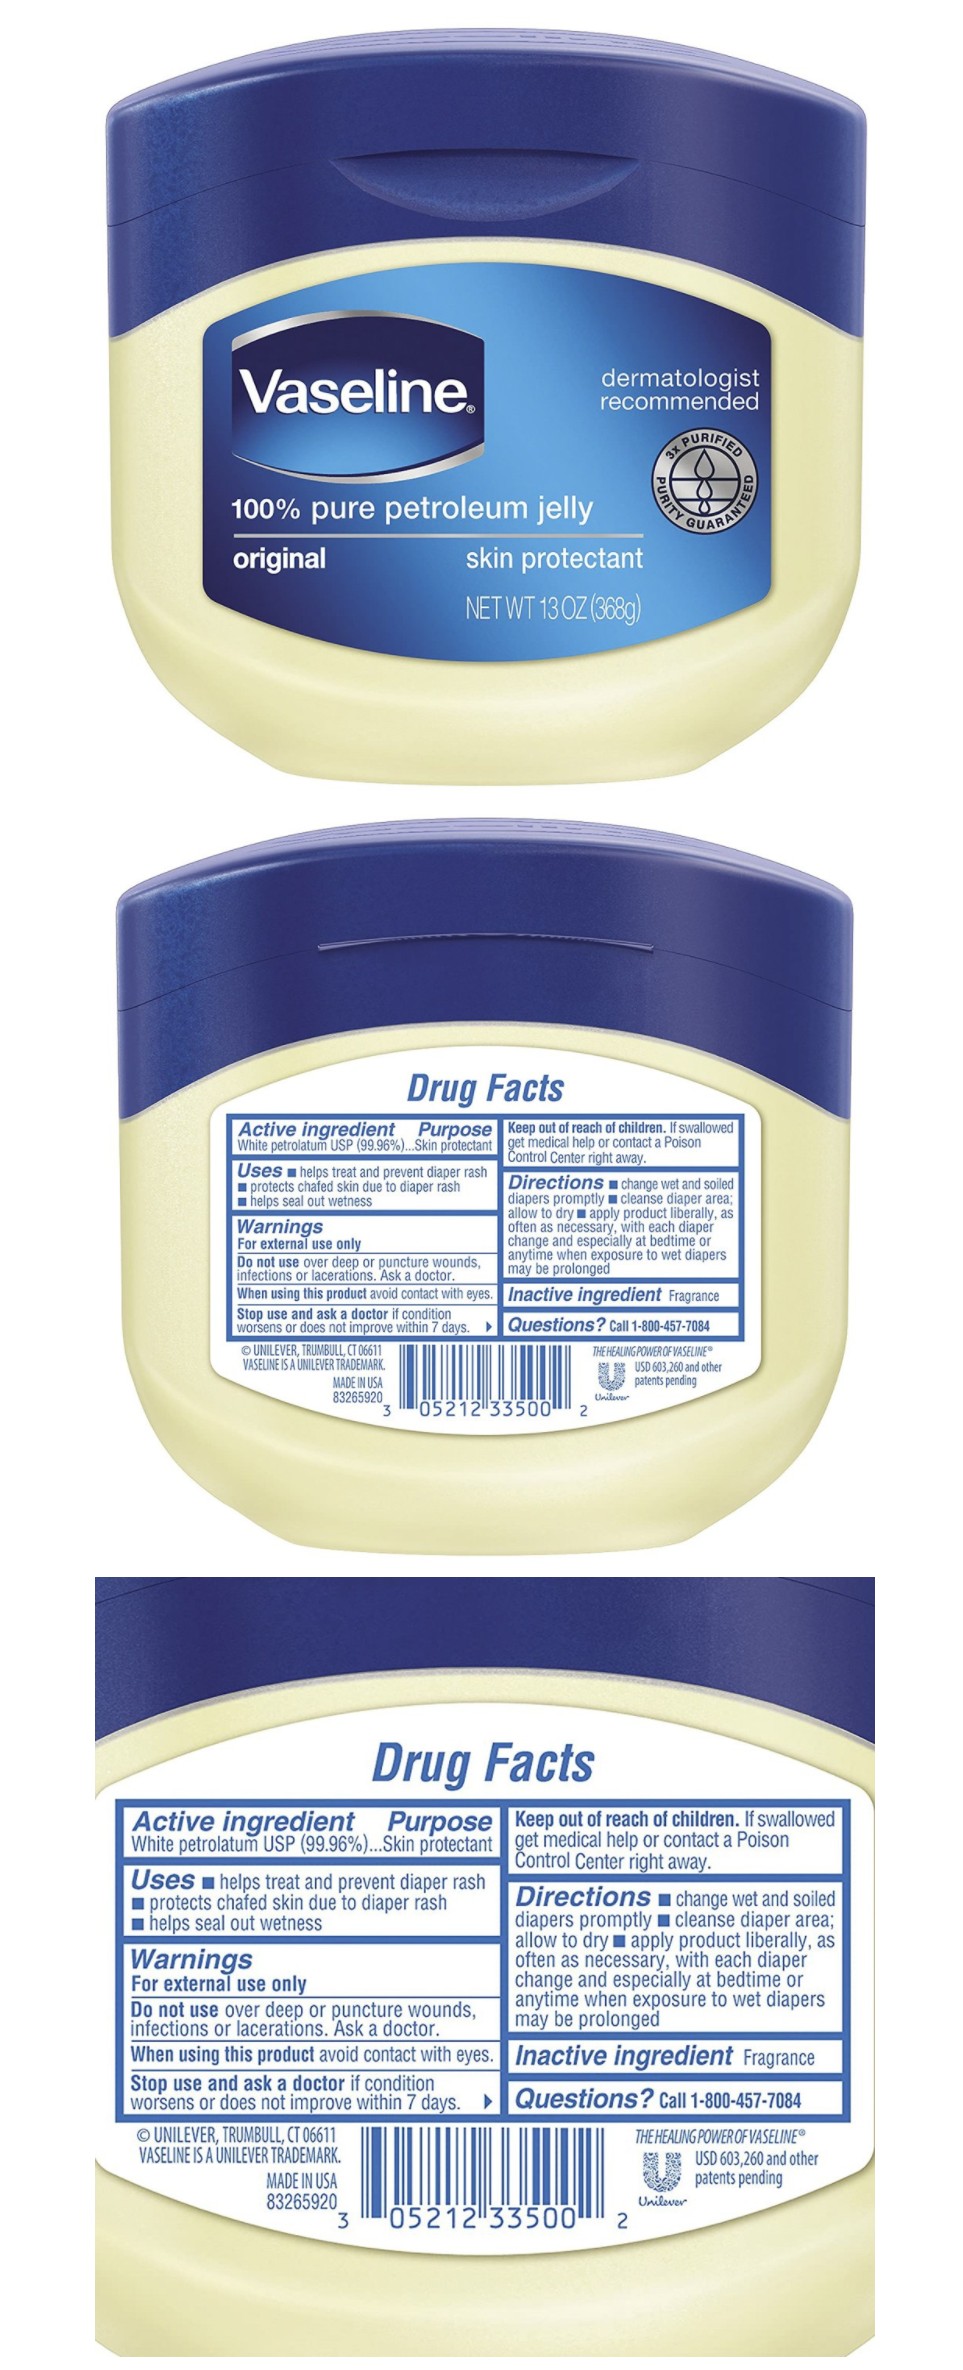 Vaseline®
dermatologist
recommended
3x PURIFIED
PURITY GUARANTEED
100% pure petroleum jelly
original
skin protectant
NET WT 13 OZ (368g)
Drug Facts
Active ingredient Purpose
White petrolatum USP (99.96%)...Skin protectant
Uses ■ helps treat and prevent diaper rash
■ protects chafed skin due to diaper rash
■ helps seal out wetness
Warnings
For external use only
Do not use over deep or puncture wounds,
infections or lacerations. Ask a doctor.
When using this product avoid contact with eyes.
Stop use and ask a doctor if condition
worsens or does not improve within 7 days.
Keep out of reach of children. If swallowed
get medical help or contact a Poison
Control Center right away.
Directions ■ change wet and soiled
diapers promptly ■ cleanse diaper area;
allow to dry ■ apply product liberally, as
often as necessary, with each diaper
change and especially at bedtime or
anytime when exposure to wet diapers
may be prolonged
Inactive ingredient Fragrance
Questions? Call 1-800-457-7084
© UNILEVER, TRUMBULL, CT 06611
VASELINE IS A UNILEVER TRADEMARK.
MADE IN USA
83265920
3 05212 33500 2
THE HEALING POWER OF VASELINE®
USD 603,260 and other
patents pending
Unilever
Drug Facts
Active ingredient Purpose
White petrolatum USP (99.96%)...Skin protectant
Uses ■ helps treat and prevent diaper rash
■ protects chafed skin due to diaper rash
■ helps seal out wetness
Warnings
For external use only
Do not use over deep or puncture wounds,
infections or lacerations. Ask a doctor.
When using this product avoid contact with eyes.
Stop use and ask a doctor if condition
worsens or does not improve within 7 days.
Keep out of reach of children. If swallowed
get medical help or contact a Poison
Control Center right away.
Directions ■ change wet and soiled
diapers promptly ■ cleanse diaper area;
allow to dry ■ apply product liberally, as
often as necessary, with each diaper
change and especially at bedtime or
anytime when exposure to wet diapers
may be prolonged
Inactive ingredient Fragrance
Questions? Call 1-800-457-7084
© UNILEVER, TRUMBULL, CT 06611
VASELINE IS A UNILEVER TRADEMARK.
MADE IN USA
83265920
3 05212 33500 2
THE HEALING POWER OF VASELINE®
USD 603,260 and other
patents pending
Unilever